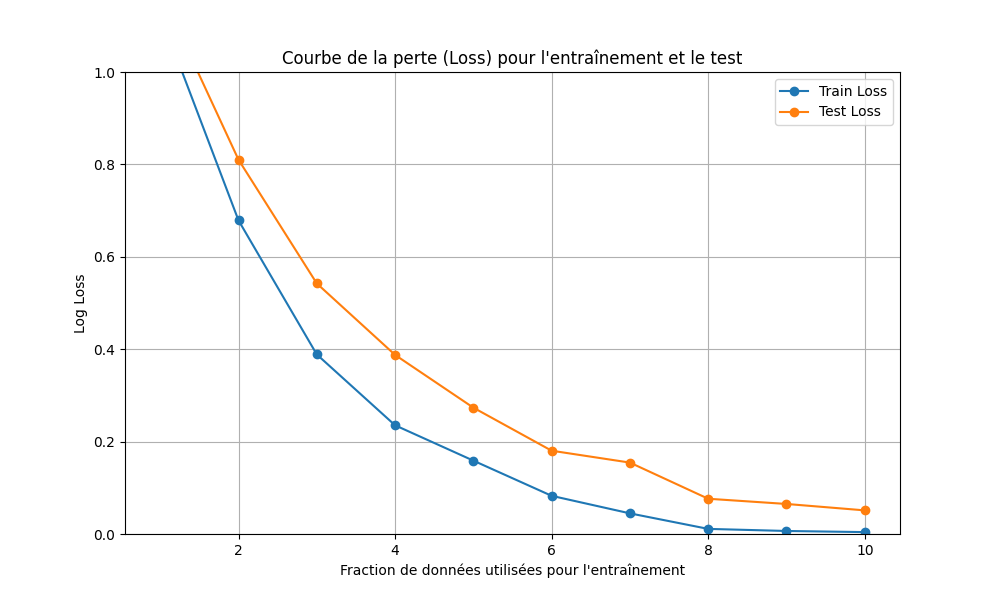 Courbe de la perte (Loss) pour l'entraînement et le test
Train Loss
Test Loss
Log Loss
1.0
0.8
0.6
0.4
0.2
0.0
2
4
6
8
10
Fraction de données utilisées pour l'entraînement